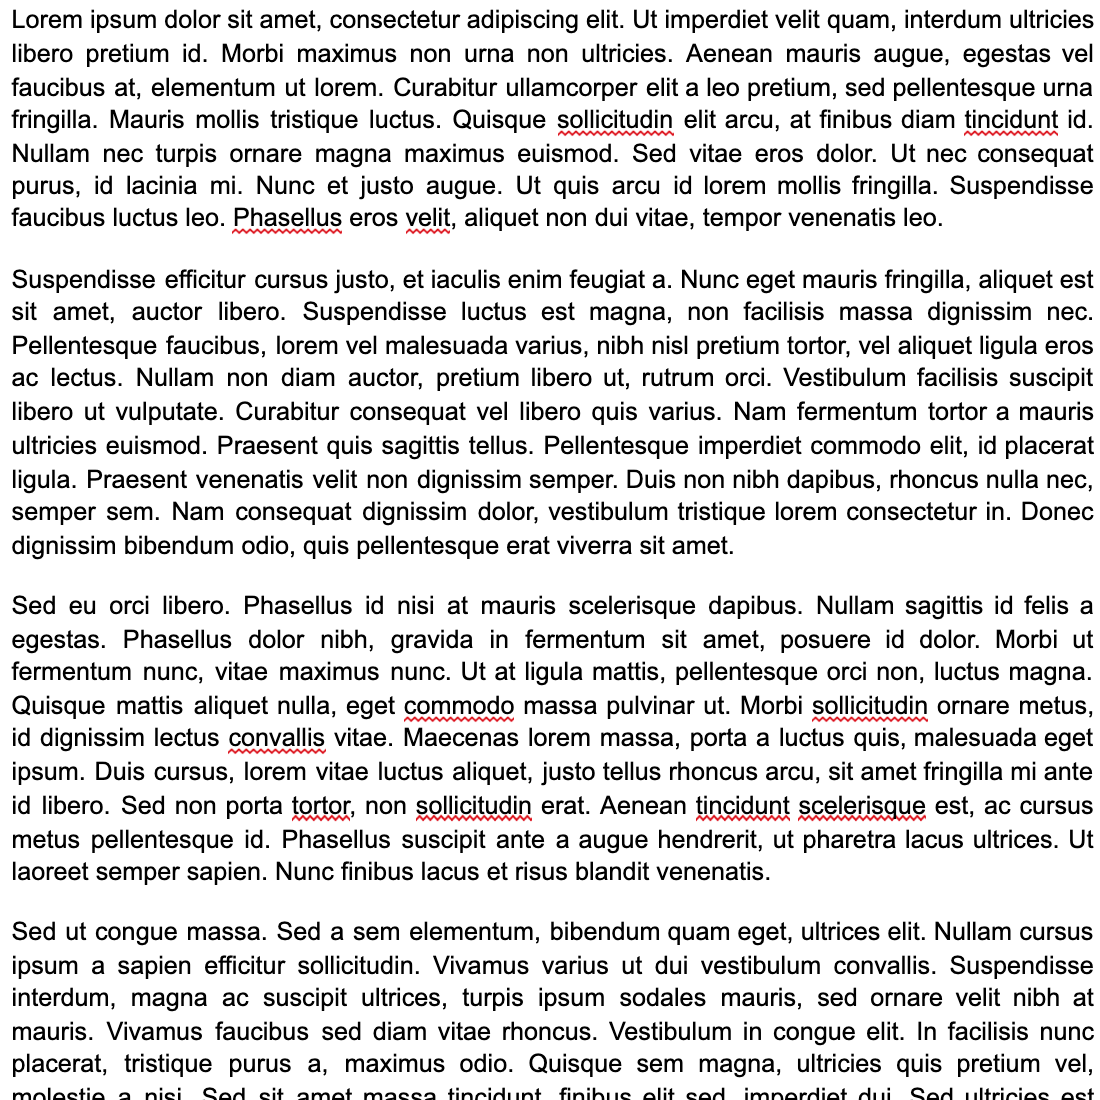 Lorem ipsum dolor sit amet, consectetur adipiscing elit. Ut imperdiet velit quam, interdum ultricies
libero pretium id. Morbi maximus non urna non ultricies. Aenean mauris augue, egestas vel
faucibus at, elementum ut lorem. Curabitur ullamcorper elit a leo pretium, sed pellentesque urna
fringilla. Mauris mollis tristique luctus. Quisque sollicitudin elit arcu, at finibus diam tincidunt id.
Nullam nec turpis ornare magna maximus euismod. Sed vitae eros dolor. Ut nec consequat
purus, id lacinia mi. Nunc et justo augue. Ut quis arcu id lorem mollis fringilla. Suspendisse
faucibus luctus leo. Phasellus eros velit, aliquet non dui vitae, tempor venenatis leo.
Suspendisse efficitur cursus justo, et iaculis enim feugiat a. Nunc eget mauris fringilla, aliquet est
sit amet, auctor libero. Suspendisse luctus est magna, non facilisis massa dignissim nec.
Pellentesque faucibus, lorem vel malesuada varius, nibh nisl pretium tortor, vel aliquet ligula eros
ac lectus. Nullam non diam auctor, pretium libero ut, rutrum orci. Vestibulum facilisis suscipit
libero ut vulputate. Curabitur consequat vel libero quis varius. Nam fermentum tortor a mauris
ultricies euismod. Praesent quis sagittis tellus. Pellentesque imperdiet commodo elit, id placerat
ligula. Praesent venenatis velit non dignissim semper. Duis non nibh dapibus, rhoncus nulla nec,
semper sem. Nam consequat dignissim dolor, vestibulum tristique lorem consectetur in. Donec
dignissim bibendum odio, quis pellentesque erat viverra sit amet.
Sed eu orci libero. Phasellus id nisi at mauris scelerisque dapibus. Nullam sagittis id felis a
egestas. Phasellus dolor nibh, gravida in fermentum sit amet, posuere id dolor. Morbi ut
fermentum nunc, vitae maximus nunc. Ut at ligula mattis, pellentesque orci non, luctus magna.
Quisque mattis aliquet nulla, eget commodo massa pulvinar ut. Morbi sollicitudin ornare metus,
id dignissim lectus convallis vitae. Maecenas lorem massa, porta a luctus quis, malesuada eget
ipsum. Duis cursus, lorem vitae luctus aliquet, justo tellus rhoncus arcu, sit amet fringilla mi ante
id libero. Sed non porta tortor, non sollicitudin erat. Aenean tincidunt scelerisque est, ac cursus
metus pellentesque id. Phasellus suscipit ante a augue hendrerit, ut pharetra lacus ultrices. Ut
laoreet semper sapien. Nunc finibus lacus et risus blandit venenatis.
Sed ut congue massa. Sed a sem elementum, bibendum quam eget, ultrices elit. Nullam cursus
ipsum a sapien efficitur sollicitudin. Vivamus varius ut dui vestibulum convallis. Suspendisse
interdum, magna ac suscipit ultrices, turpis ipsum sodales mauris, sed ornare velit nibh at
mauris. Vivamus faucibus sed diam vitae rhoncus. Vestibulum in congue elit. In facilisis nunc
placerat, tristique purus a, maximus odio. Quisque sem magna, ultricies quis pretium vel,
molestie a nisi. Sed sit amet massa tincidunt, finibus elit sed, imperdiet dui. Sed ultricies est